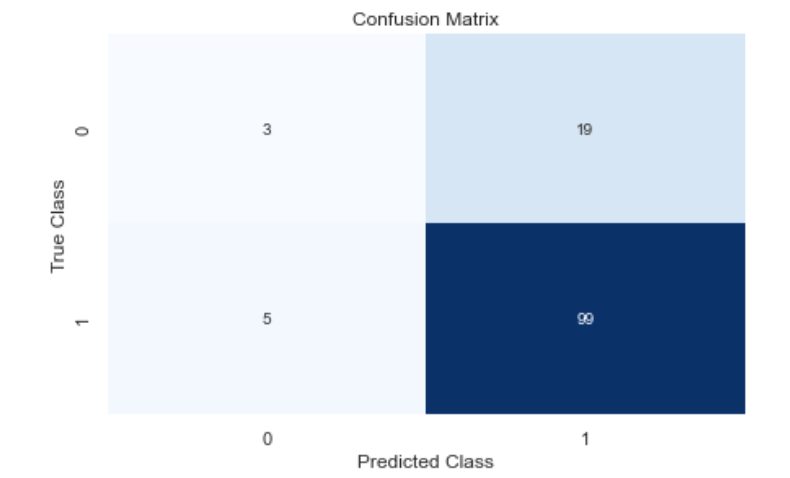 Confusion Matrix
0
3
19
True Class
1
5
99
0
1
Predicted Class